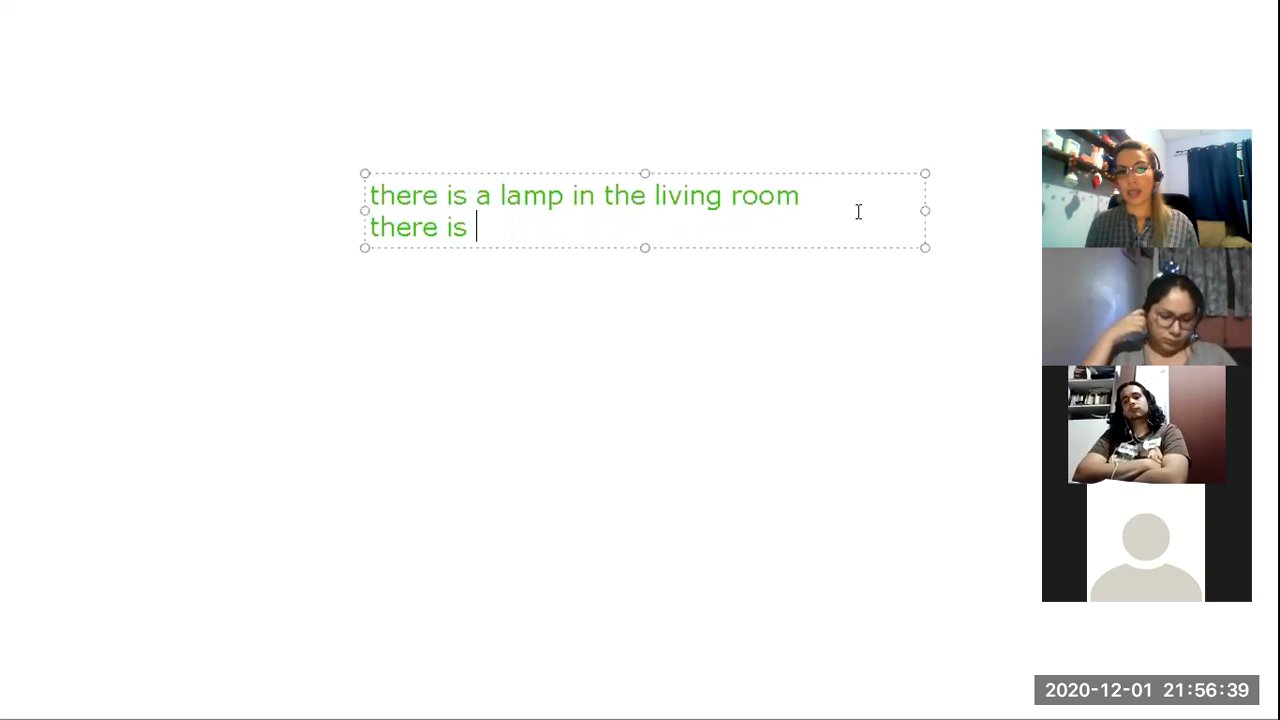 there is a lamp in the living room
there is
2020-12-01 21:56:39